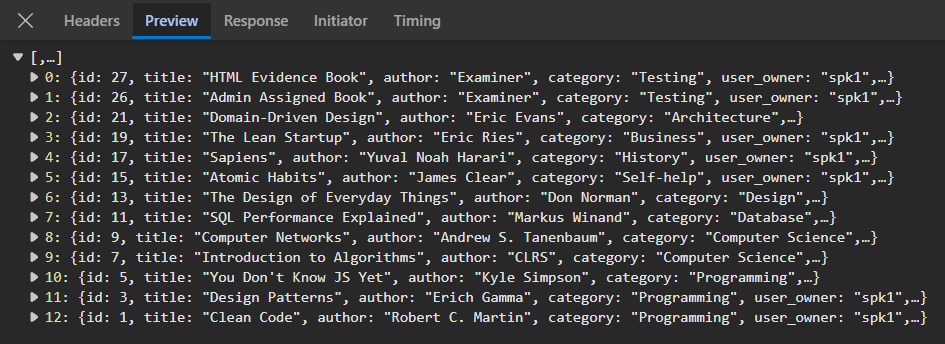 Headers Preview Response Initiator Timing
[,…]
0: {id: 27, title: "HTML Evidence Book", author: "Examiner", category: "Testing", user_owner: "spk1",…}
1: {id: 26, title: "Admin Assigned Book", author: "Examiner", category: "Testing", user_owner: "spk1",…}
2: {id: 21, title: "Domain-Driven Design", author: "Eric Evans", category: "Architecture",…}
3: {id: 19, title: "The Lean Startup", author: "Eric Ries", category: "Business", user_owner: "spk1",…}
4: {id: 17, title: "Sapiens", author: "Yuval Noah Harari", category: "History", user_owner: "spk1",…}
5: {id: 15, title: "Atomic Habits", author: "James Clear", category: "Self-help", user_owner: "spk1",…}
6: {id: 13, title: "The Design of Everyday Things", author: "Don Norman", category: "Design",…}
7: {id: 11, title: "SQL Performance Explained", author: "Markus Winand", category: "Database",…}
8: {id: 9, title: "Computer Networks", author: "Andrew S. Tanenbaum", category: "Computer Science",…}
9: {id: 7, title: "Introduction to Algorithms", author: "CLRS", category: "Computer Science",…}
10: {id: 5, title: "You Don't Know JS Yet", author: "Kyle Simpson", category: "Programming",…}
11: {id: 3, title: "Design Patterns", author: "Erich Gamma", category: "Programming", user_owner: "spk1",…}
12: {id: 1, title: "Clean Code", author: "Robert C. Martin", category: "Programming", user_owner: "spk1",…}